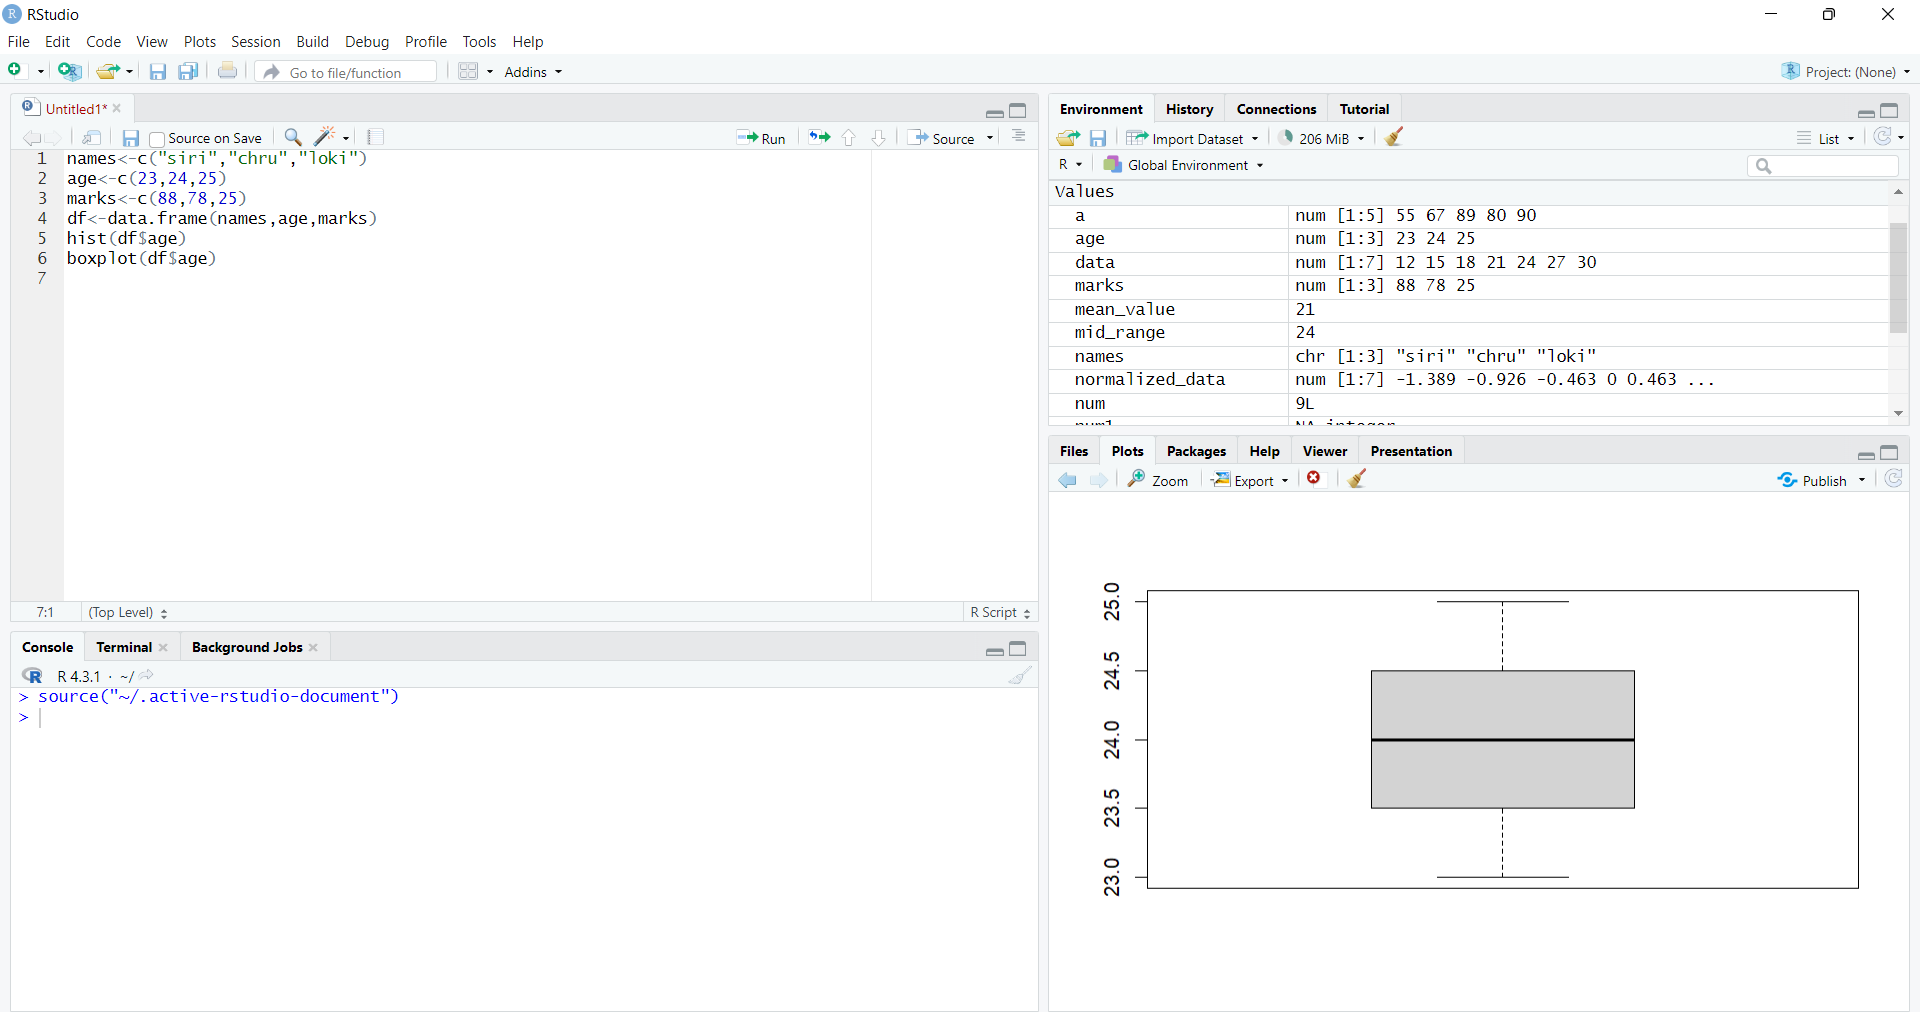 RStudio
File Edit Code View Plots Session Build Debug Profile Tools Help
Go to file/function Addins Project: (None)
Untitled1*
Source on Save Run Source
1 names<-c("siri","chru","loki")
2 age<-c(23,24,25)
3 marks<-c(88,78,25)
4 df<-data.frame(names,age,marks)
5 hist(df$age)
6 boxplot(df$age)
7
7:1 (Top Level) R Script
Console Terminal Background Jobs
R 4.3.1 · ~/
> source("~/.active-rstudio-document")
>
Environment History Connections Tutorial
Import Dataset 206 MiB List
R Global Environment
Values
a num [1:5] 55 67 89 80 90
age num [1:3] 23 24 25
data num [1:7] 12 15 18 21 24 27 30
marks num [1:3] 88 78 25
mean_value 21
mid_range 24
names chr [1:3] "siri" "chru" "loki"
normalized_data num [1:7] -1.389 -0.926 -0.463 0 0.463 ...
num 9L
Files Plots Packages Help Viewer Presentation
Zoom Export Publish
25.0
24.5
24.0
23.5
23.0